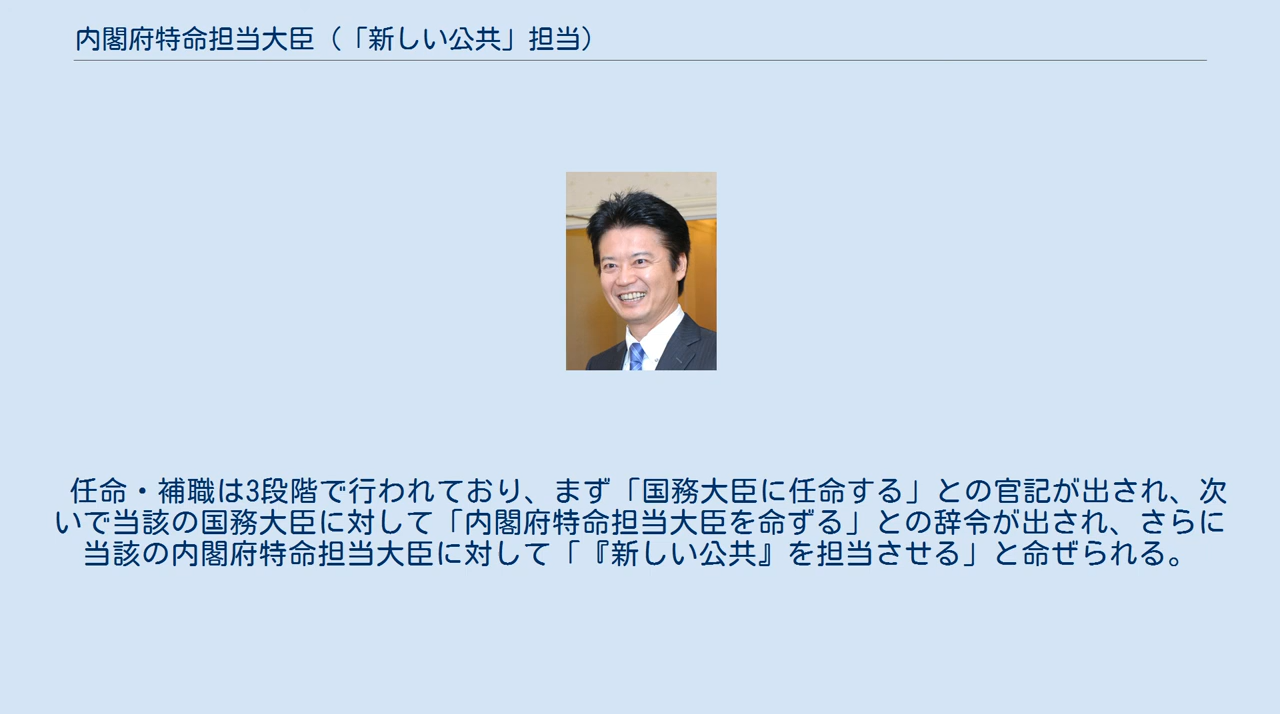 内閣府特命担当大臣（「新しい公共」担当）
任命・補職は3段階で行われており、まず「国務大臣に任命する」との官記が出され、次
いで当該の国務大臣に対して「内閣府特命担当大臣を命ずる」との辞令が出され、さらに
当該の内閣府特命担当大臣に対して「『新しい公共』を担当させる」と命ぜられる。